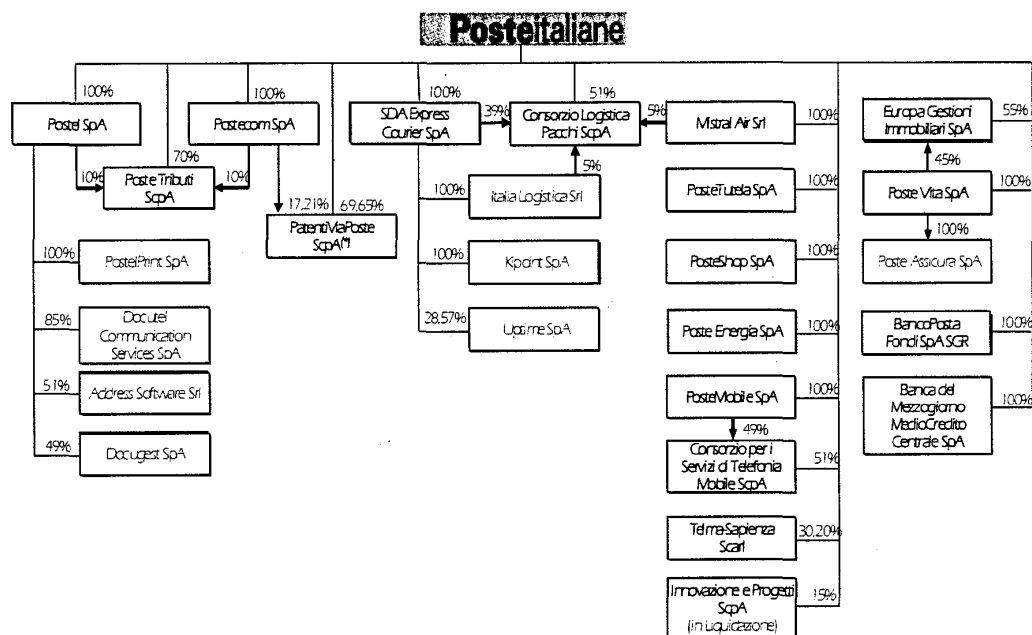 Posteitaliane
100%
Postel SpA
100%
Postecom SpA
100%
SDA Express
Courier SpA
39%
51%
Consorzio Logistica
Pacchi ScpA
5%
Mistral Air Srl
100%
Europa Gestioni
Immobiliari SpA
55%
10%
70%
Poste Tributi
ScpA
10%
5%
45%
100%
Italia Logistica Srl
PosteTutela SpA
100%
Poste Vita SpA
100%
17,21%
69,65%
PatentiViaPoste
ScpA(*)
100%
100%
PostelPrint SpA
100%
Kipoint SpA
PosteShop SpA
100%
Poste Assicura SpA
85%
Docutel
Communication
Services SpA
28,57%
Uptime SpA
Poste Energia SpA
100%
BancoPosta
Fondi SpA SGR
100%
51%
Address Software Srl
PosteMobile SpA
100%
Banca del
Mezzogiorno
MedioCredito
Centrale SpA
100%
49%
49%
Docugest SpA
Consorzio per i
Servizi di Telefonia
Mobile ScpA
51%
Telma-Sapienza
Scarl
30,20%
Innovazione e Progetti
ScpA
(in Liquidazione)
15%